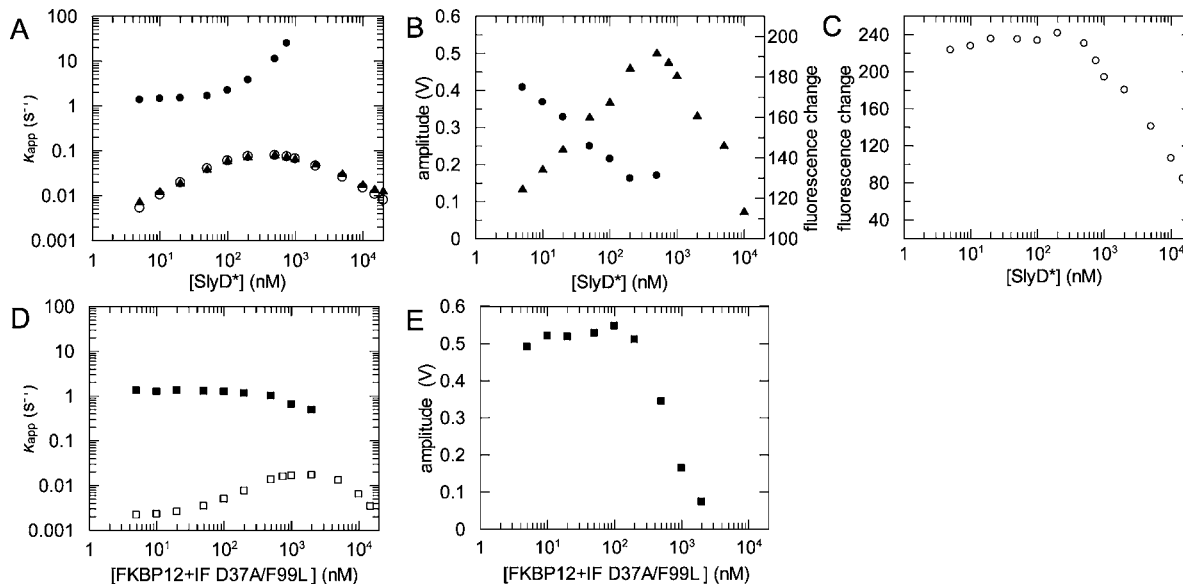 A
100
10
1
0.1
0.01
0.001
Kapp (s⁻¹)
1 10¹ 10² 10³ 10⁴
[SlyD*] (nM)
B
0.6
0.5
0.4
0.3
0.2
0.1
0
amplitude (V)
200
180
160
140
120
100
fluorescence change
1 10¹ 10² 10³ 10⁴
[SlyD*] (nM)
C
240
200
160
120
80
40
fluorescence change
1 10¹ 10² 10³ 10⁴
[SlyD*] (nM)
D
100
10
1
0.1
0.01
0.001
Kapp (s⁻¹)
1 10¹ 10² 10³ 10⁴
[FKBP12+IF D37A/F99L] (nM)
E
0.6
0.5
0.4
0.3
0.2
0.1
0
amplitude (V)
1 10¹ 10² 10³ 10⁴
[FKBP12+IF D37A/F99L] (nM)